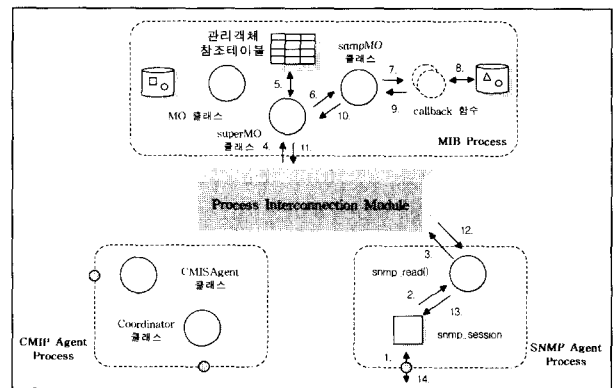 관리객체
참조테이블
snmpMO
클래스
7.
8.
5.
6.
9.
10.
MO 클래스
callback 함수
superMO
클래스
4.
11.
MIB Process
Process Interconnection Module
12.
3.
CMISAgent
클래스
snmp_read()
2.
13.
Coordinator
클래스
snmp_session
CMIP Agent
Process
1.
14.
SNMP Agent
Process